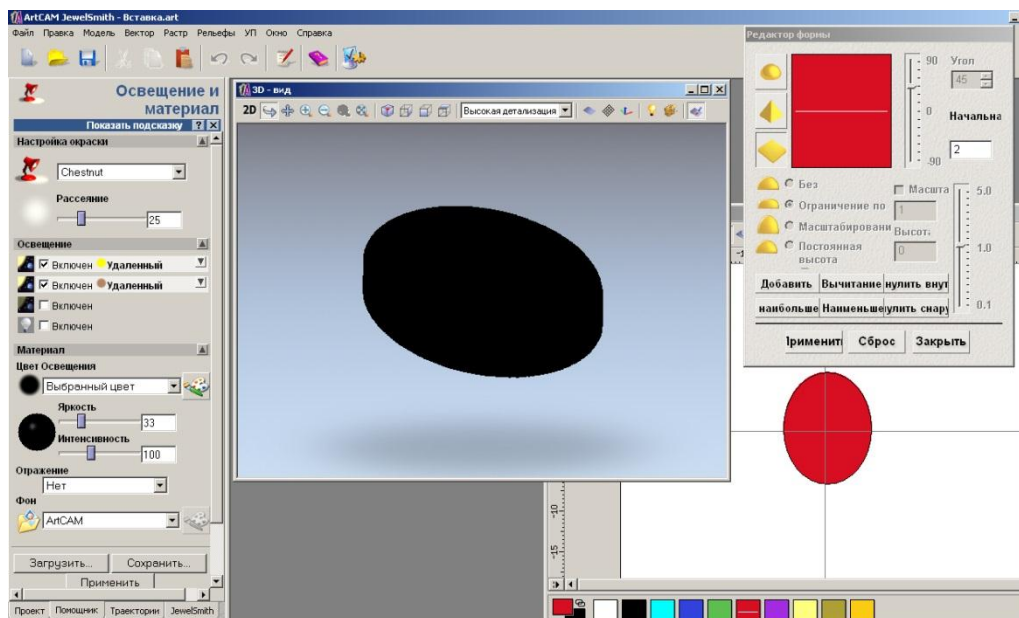 ArtCAM JewelSmith - Вставка.art
Файл Правка Модель Вектор Растр Рельефы УП Окно Справка
Освещение и материал
Показать подсказку
Настройка окраски
Chestnut
Рассеяние
25
Освещение
Включен Удаленный
Включен Удаленный
Включен
Включен
Материал
Цвет Освещения
Выбранный цвет
Яркость
33
Интенсивность
100
Отражение
Нет
Фон
ArtCAM
Загрузить... Сохранить...
Применить
Проект Помощник Траектории JewelSmith
3D - вид
2D Высокая детализация
Редактор формы
90 Угол
45
0 Начальна
2
-90
Без Масшта 5.0
Ограничение по 1
Масштабировани Высот. 1.0
Постоянная высота 0
Добавить Вычитание нулить внут
0.1
наибольше Наименьше улить снару
Применить Сброс Закрыть
-10
-15